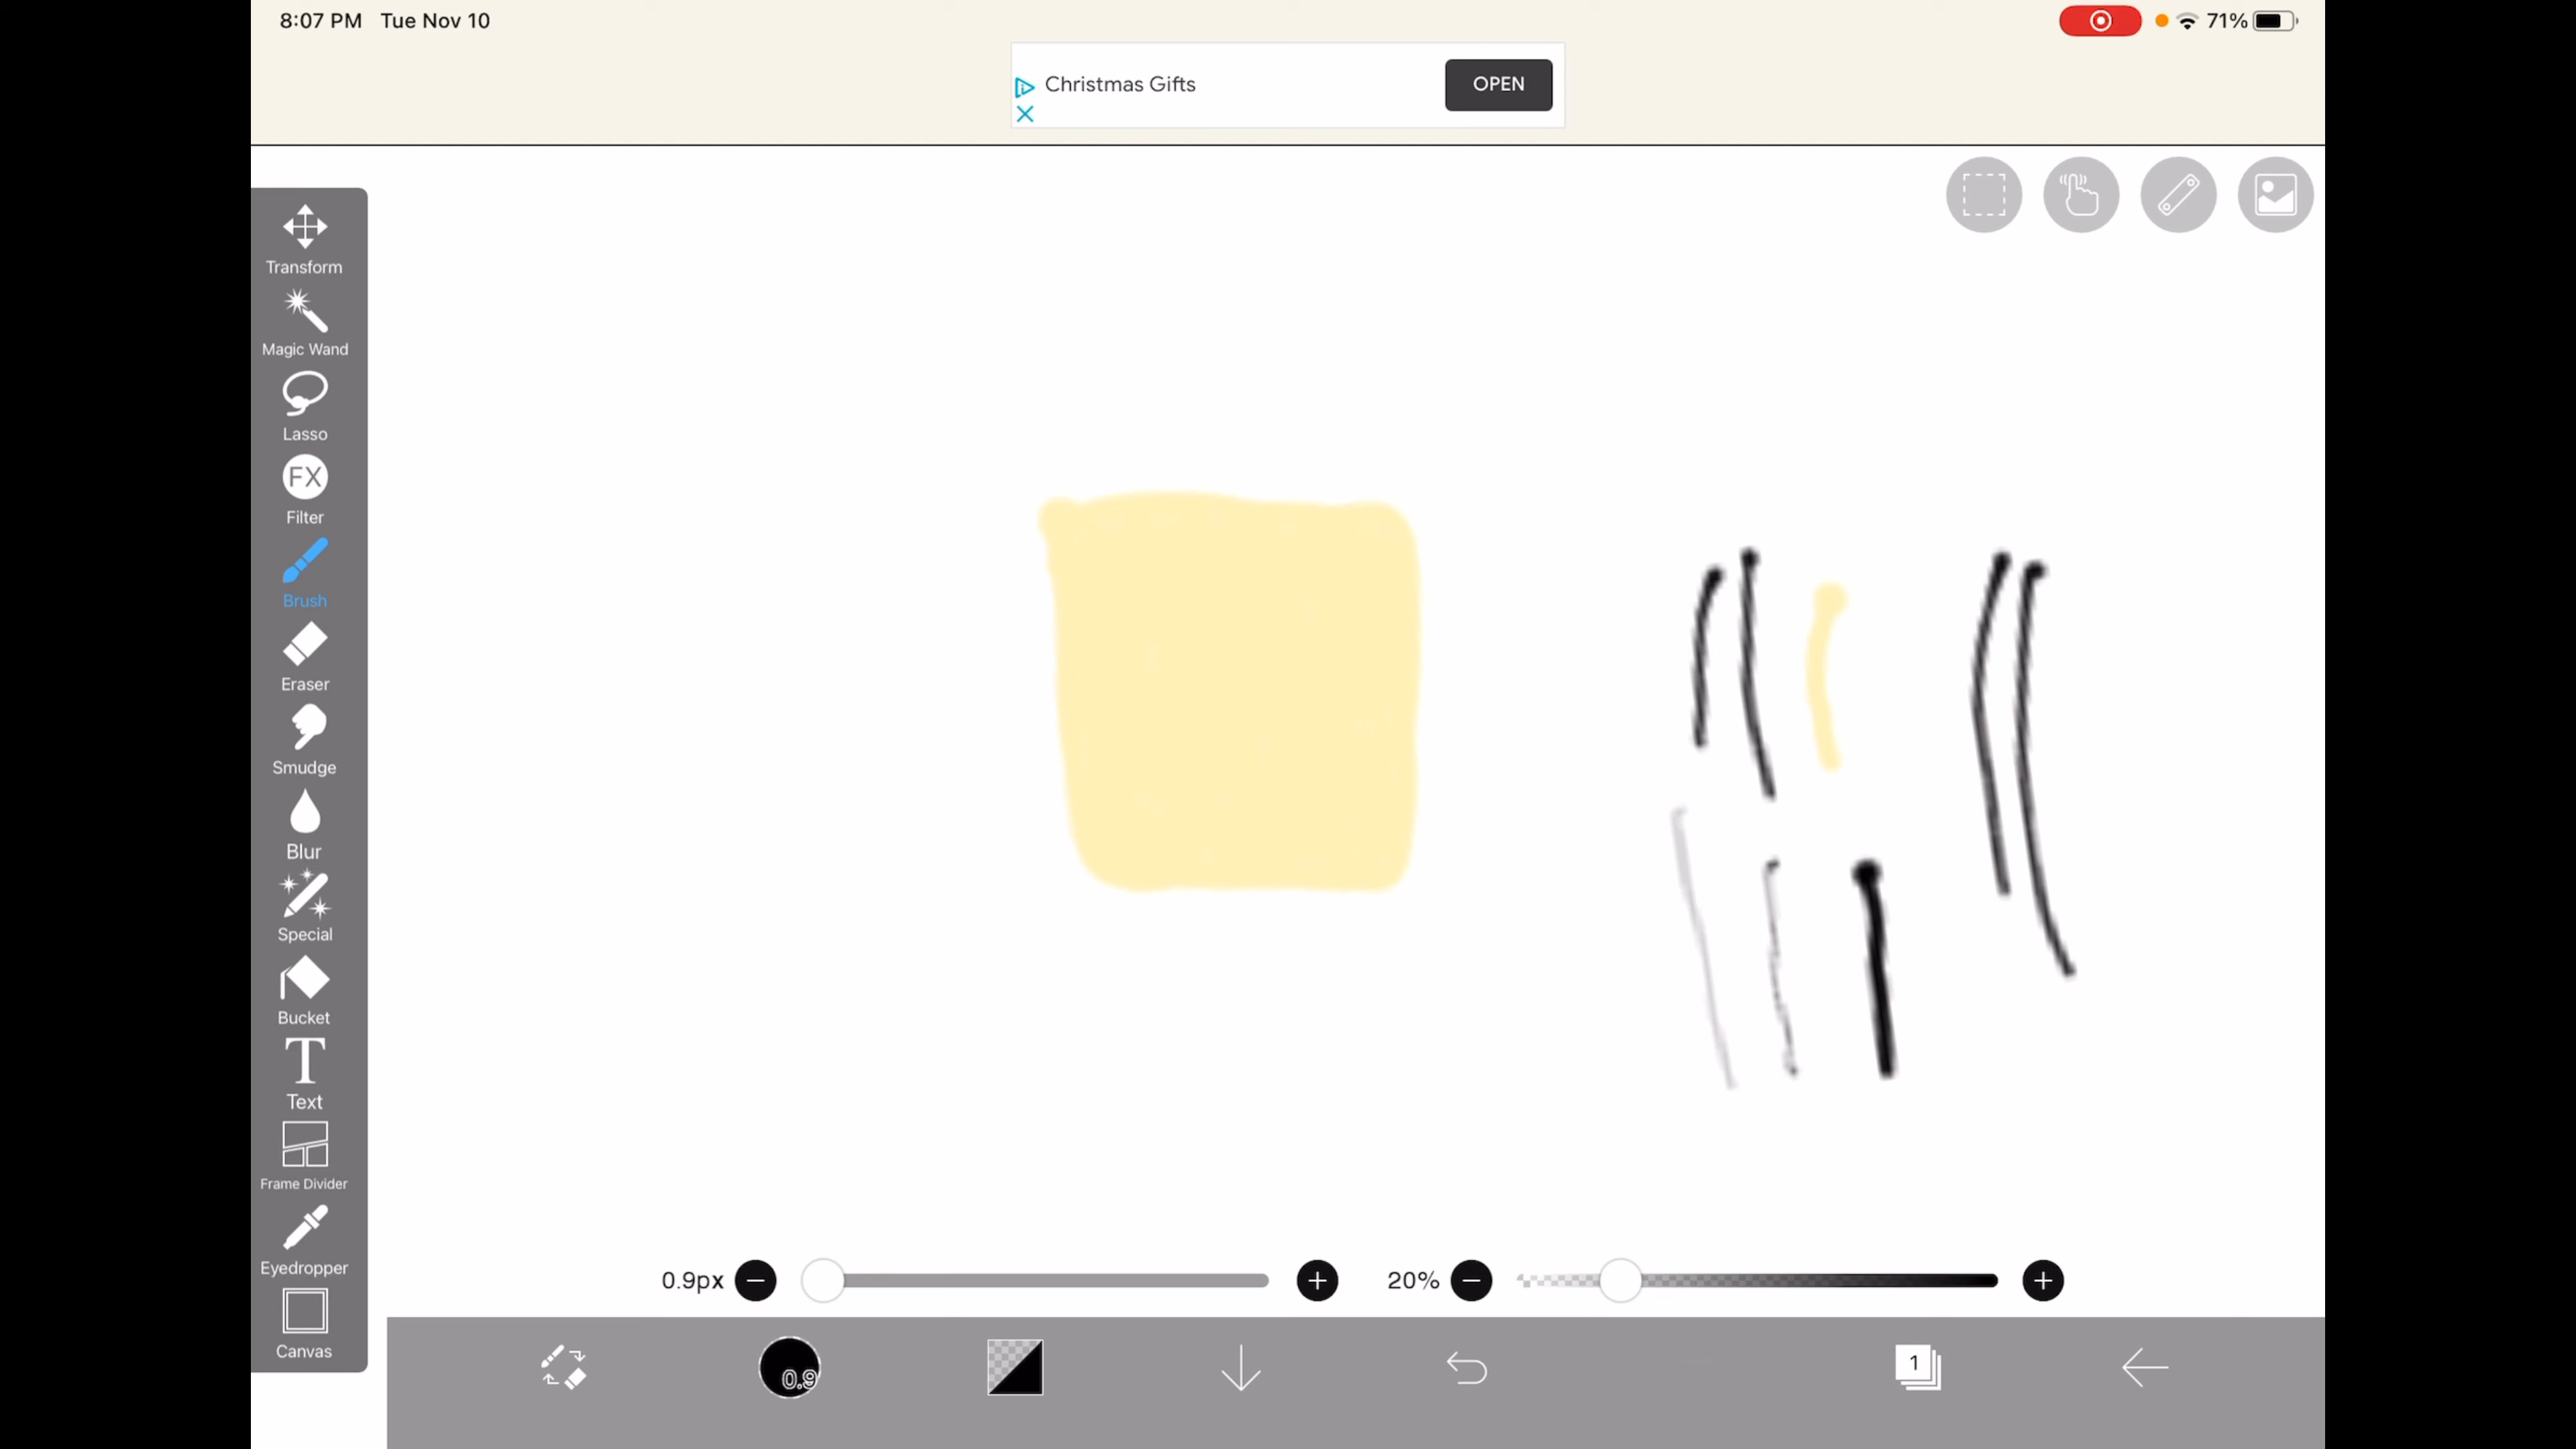 8:07 PM Tue Nov 10
71%
Christmas Gifts
OPEN
Transform
Magic Wand
Lasso
FX
Filter
Brush
Eraser
Smudge
Blur
Special
Bucket
T
Text
Frame Divider
Eyedropper
Canvas
0.9px
20%
0.9
1